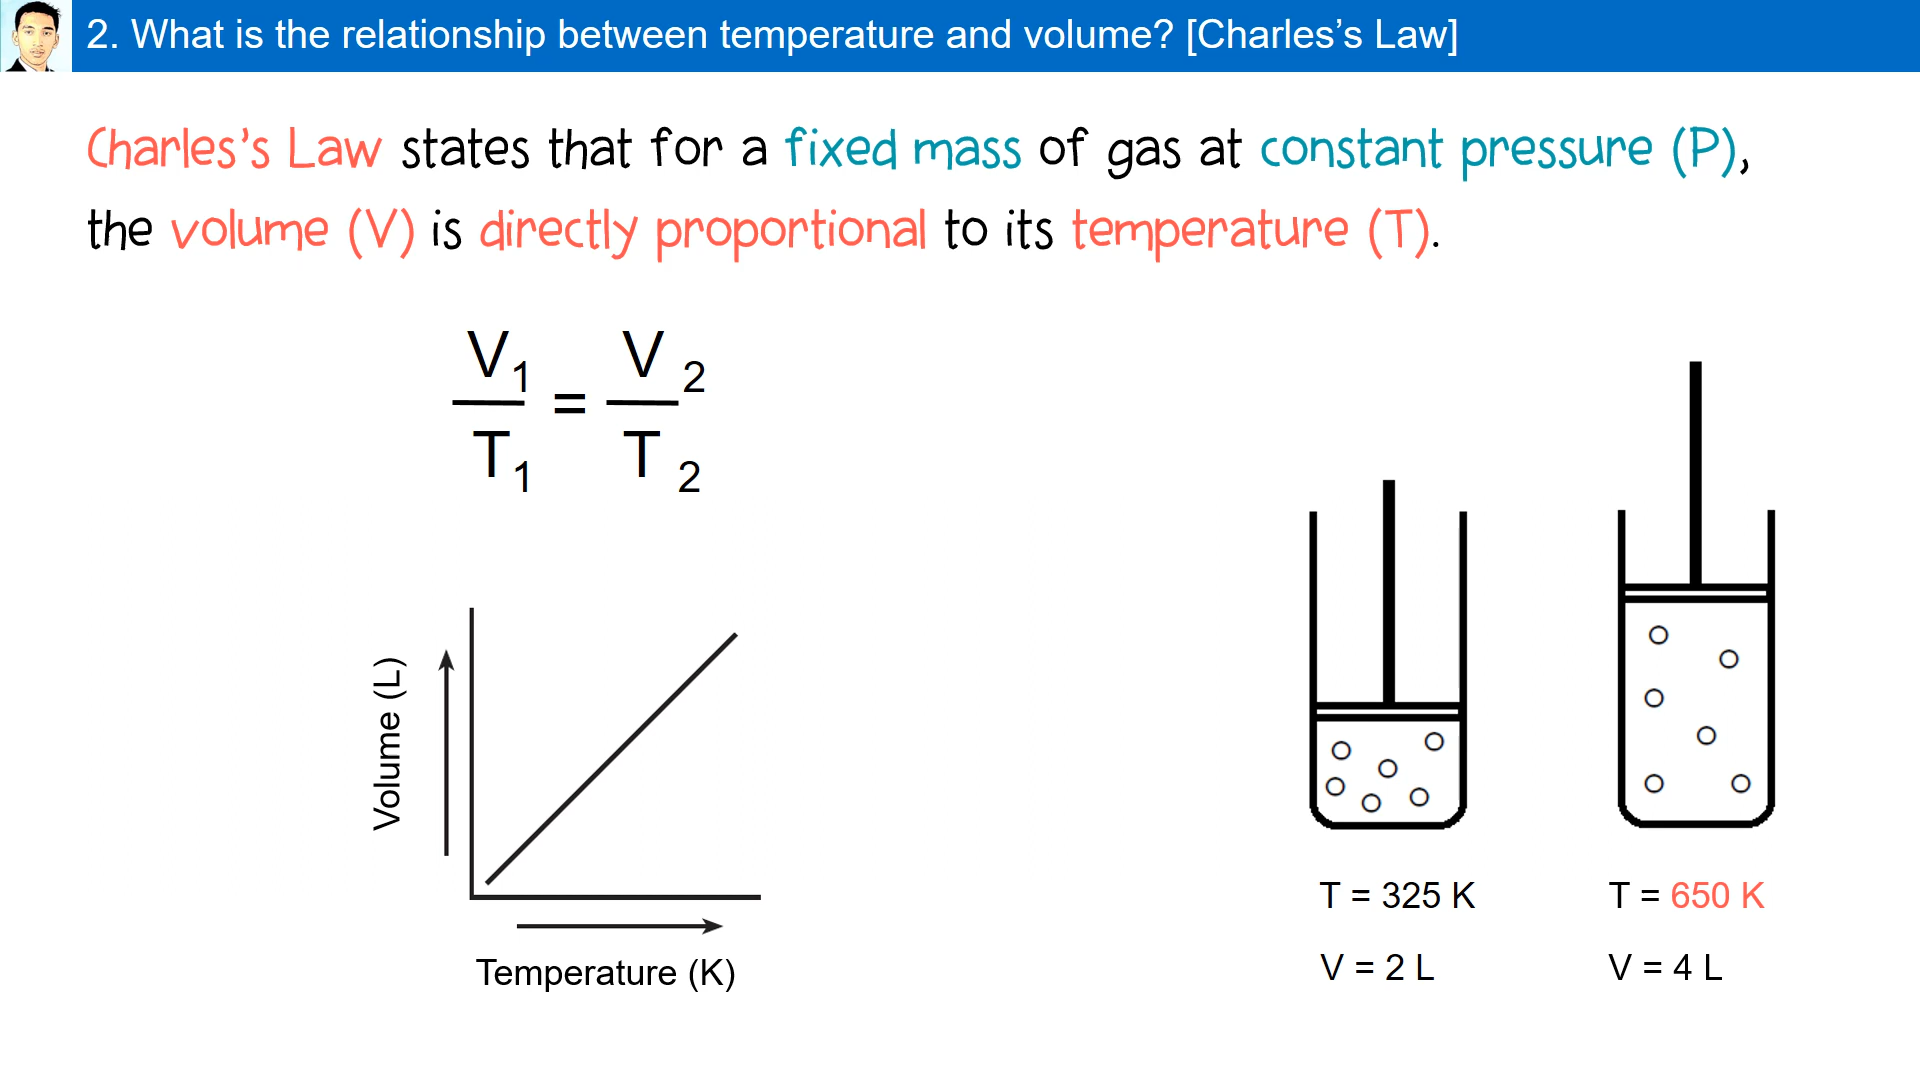 2. What is the relationship between temperature and volume? [Charles’s Law]
Charles’s Law states that for a fixed mass of gas at constant pressure (P),
the volume (V) is directly proportional to its temperature (T).
V1 = V 2
T1 T 2
Volume (L)
Temperature (K)
T = 325 K
V = 2 L
T = 650 K
V = 4 L